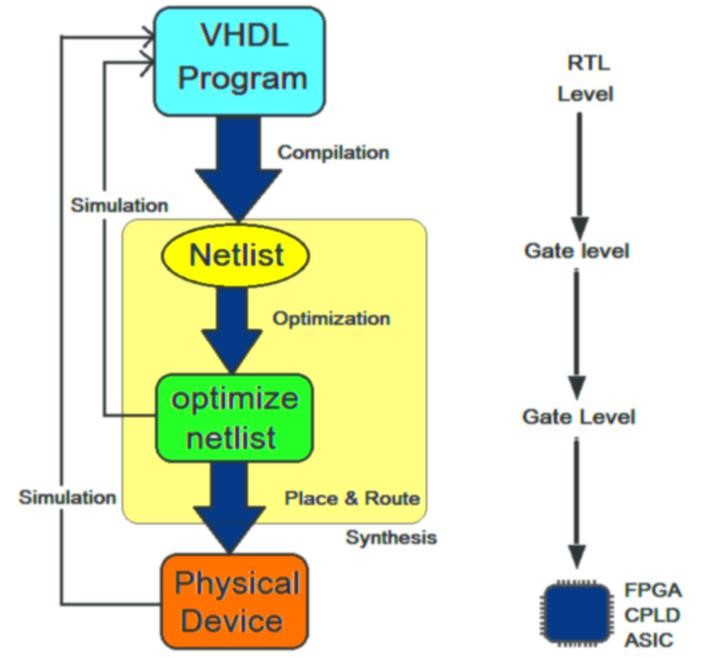 VHDL
Program
Compilation
Simulation
Netlist
Optimization
optimize
netlist
Simulation
Place & Route
Synthesis
Physical
Device
RTL
Level
Gate level
Gate Level
FPGA
CPLD
ASIC